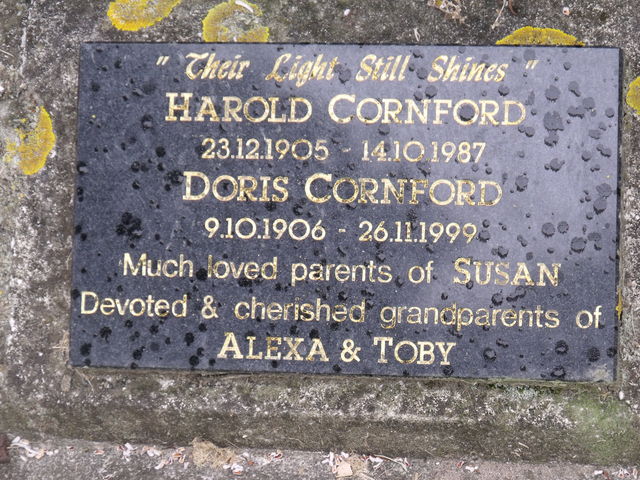 " Their Light Still Shines "
HAROLD CORNFORD
23.12.1905 - 14.10.1987
DORIS CORNFORD
9.10.1906 - 26.11.1999
Much loved parents of SUSAN
Devoted & cherished grandparents of
ALEXA & TOBY